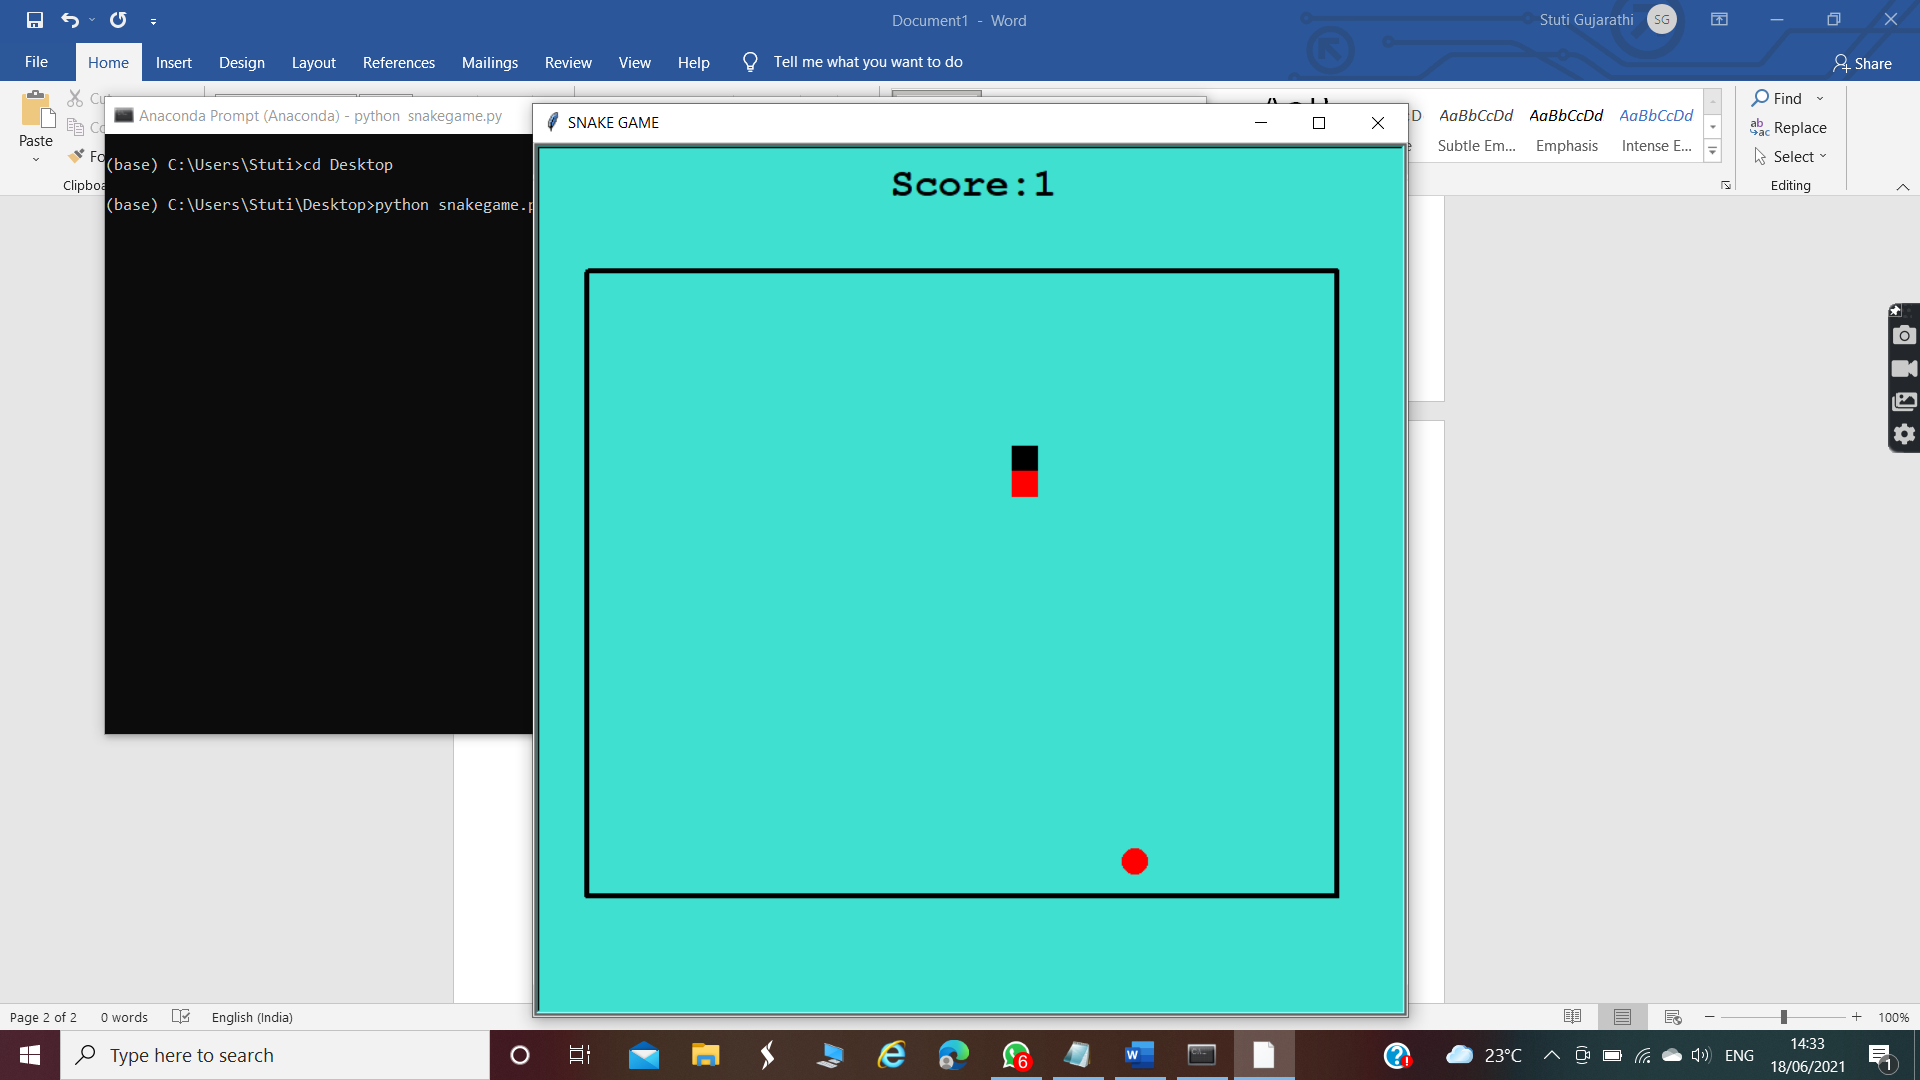 Document1 - Word
Stuti Gujarathi
SG
File Home Insert Design Layout References Mailings Review View Help Tell me what you want to do
Share
Paste
Anaconda Prompt (Anaconda) - python snakegame.py
(base) C:\Users\Stuti>cd Desktop
(base) C:\Users\Stuti\Desktop>python snakegame.p
SNAKE GAME
Score:1
AaBbCcDd AaBbCcDd AaBbCcDd
Subtle Em... Emphasis Intense E...
Find
Replace
Select
Editing
Page 2 of 2 0 words English (India)
100%
Type here to search
6
23°C
ENG
14:33
18/06/2021
1